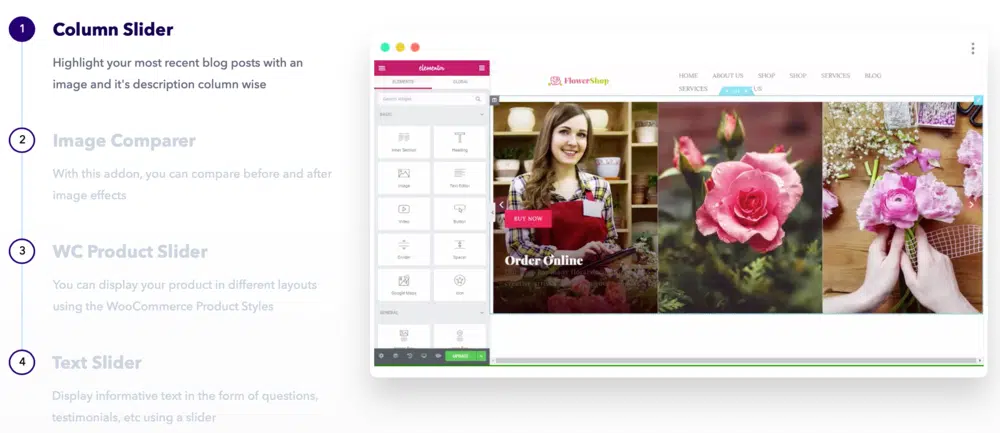 1
Column Slider
Highlight your most recent blog posts with an
image and it's description column wise
2
Image Comparer
With this addon, you can compare before and after
image effects
3
WC Product Slider
You can display your product in different layouts
using the WooCommerce Product Styles
4
Text Slider
Display informative text in the form of questions,
testimonials, etc using a slider
elementor
ELEMENTS GLOBAL
Search Widget...
BASIC
Inner Section Heading
Image Text Editor
Video Button
Divider Spacer
Google Maps Icon
GENERAL
UPDATE
FlowerShop
HOME ABOUT US SHOP SHOP SERVICES BLOG
SERVICES US
BUY NOW
Order Online